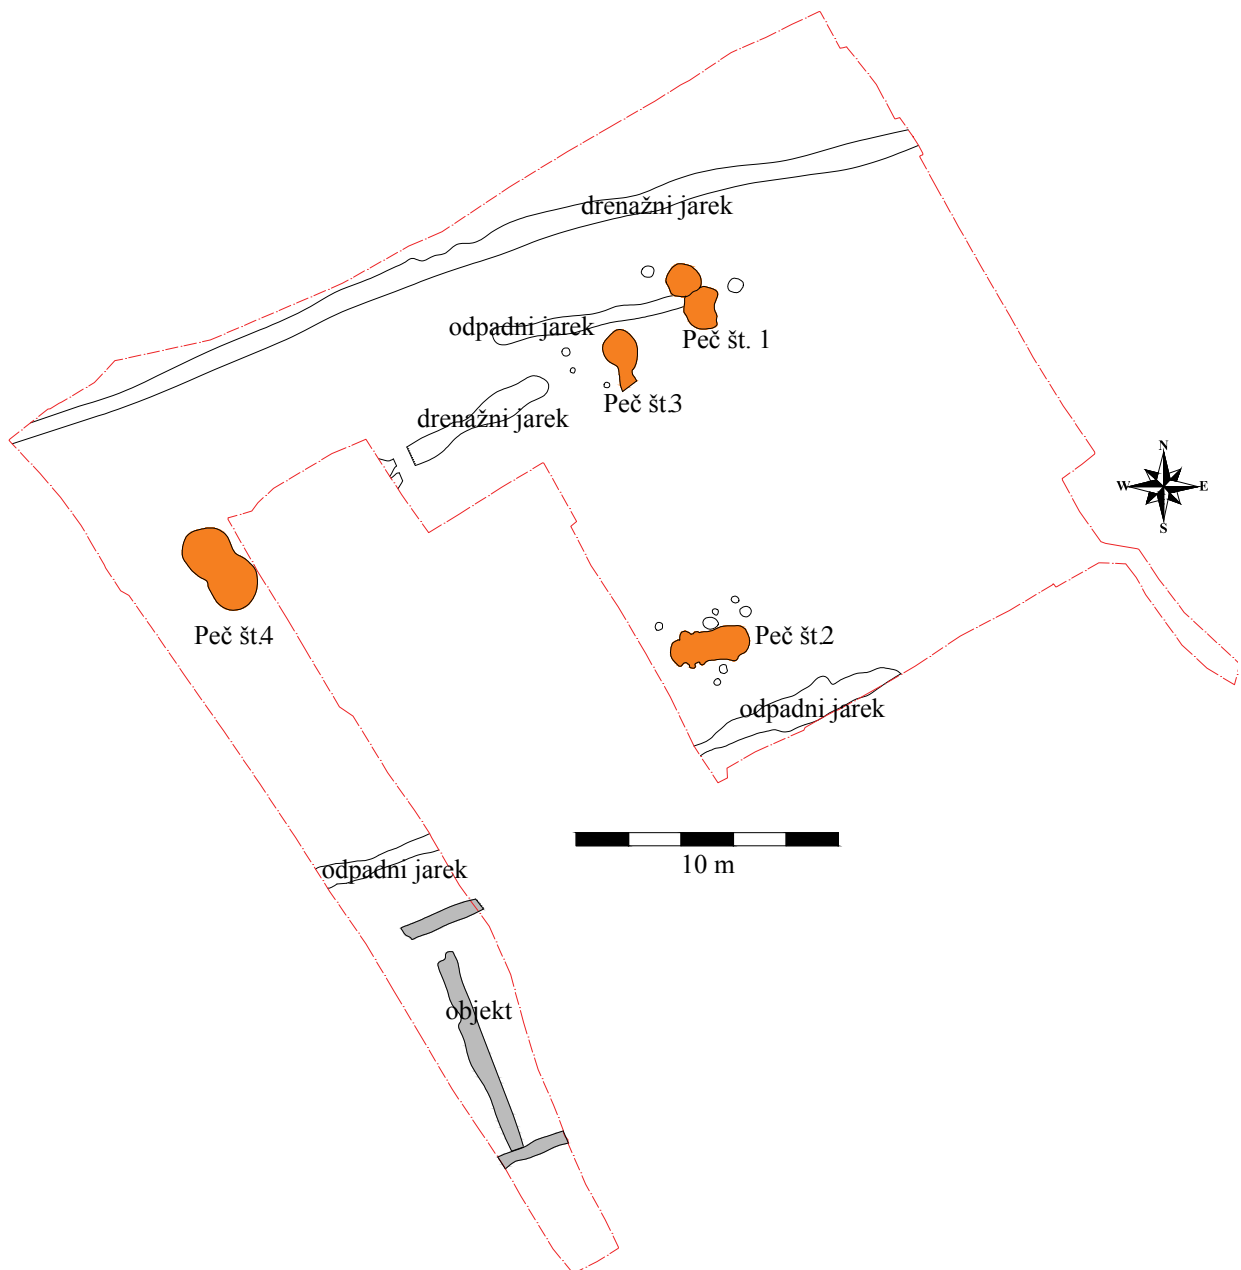 drenažni jarek
odpadni jarek
Peč št. 1
Peč št.3
drenažni jarek
N
W E
S
Peč št.4
Peč št.2
odpadni jarek
10 m
odpadni jarek
objekt